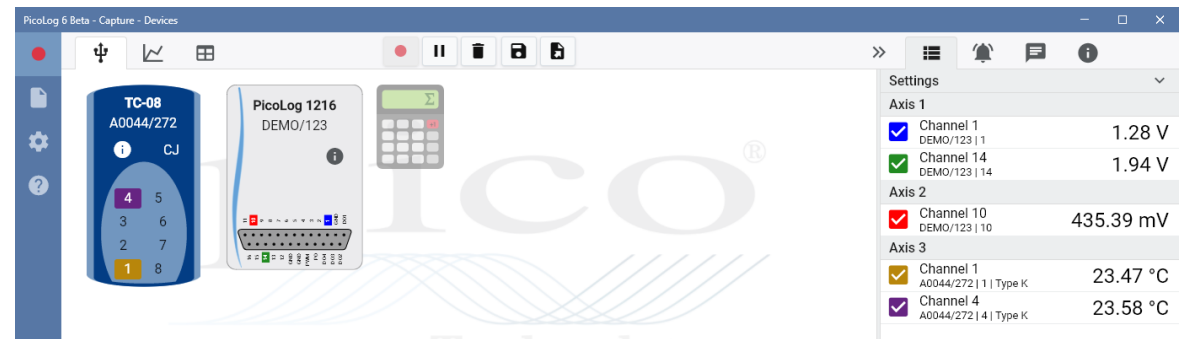 PicoLog 6 Beta - Capture - Devices
TC-08
A0044/272
i CJ
4 5
3 6
2 7
1 8
PicoLog 1216
DEMO/123
i
Σ
pico
®
Settings
Axis 1
Channel 1
DEMO/123 | 1
1.28 V
Channel 14
DEMO/123 | 14
1.94 V
Axis 2
Channel 10
DEMO/123 | 10
435.39 mV
Axis 3
Channel 1
A0044/272 | 1 | Type K
23.47 °C
Channel 4
A0044/272 | 4 | Type K
23.58 °C